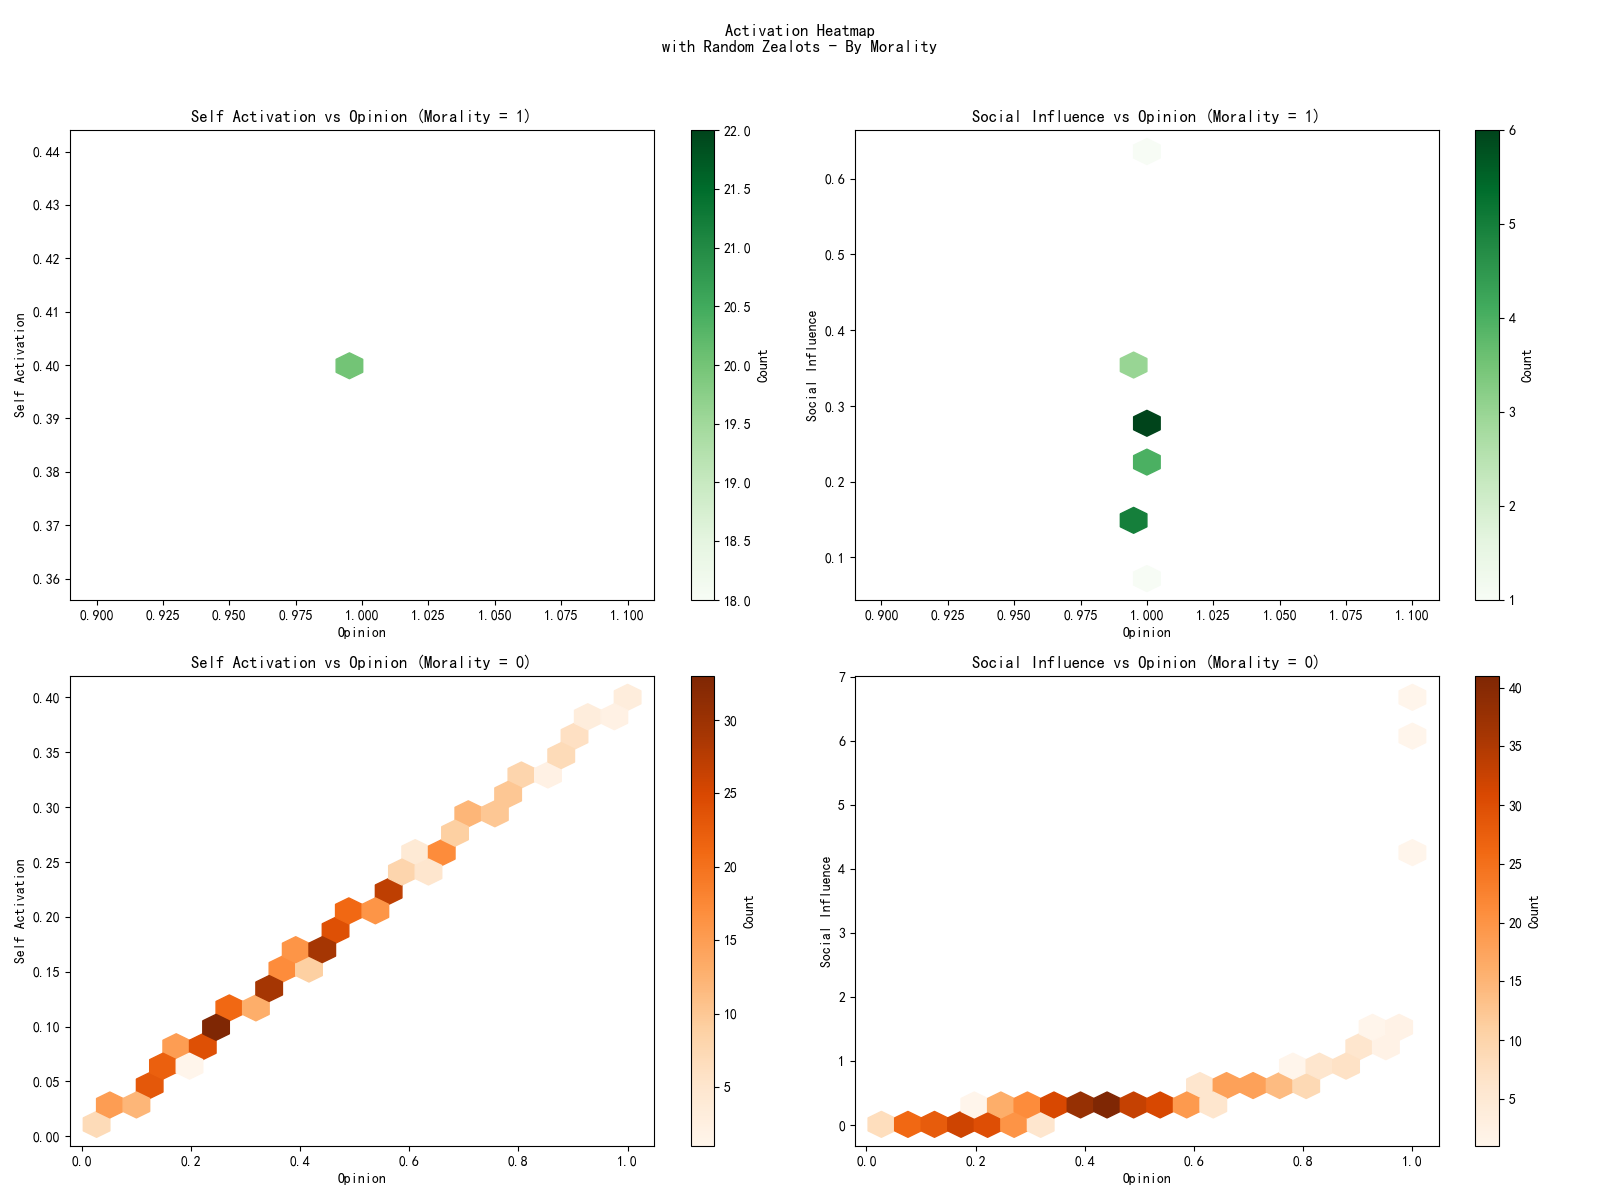 Activation Heatmap
with Random Zealots - By Morality
Self Activation vs Opinion (Morality = 1)
Self Activation
0.44
0.43
0.42
0.41
0.40
0.39
0.38
0.37
0.36
0.900 0.925 0.950 0.975 1.000 1.025 1.050 1.075 1.100
Opinion
22.0
21.5
21.0
20.5
20.0
19.5
19.0
18.5
18.0
Count
Social Influence vs Opinion (Morality = 1)
Social Influence
0.6
0.5
0.4
0.3
0.2
0.1
0.900 0.925 0.950 0.975 1.000 1.025 1.050 1.075 1.100
Opinion
6
5
4
3
2
1
Count
Self Activation vs Opinion (Morality = 0)
Self Activation
0.40
0.35
0.30
0.25
0.20
0.15
0.10
0.05
0.00
0.0 0.2 0.4 0.6 0.8 1.0
Opinion
30
25
20
15
10
5
Count
Social Influence vs Opinion (Morality = 0)
Social Influence
7
6
5
4
3
2
1
0
0.0 0.2 0.4 0.6 0.8 1.0
Opinion
40
35
30
25
20
15
10
5
Count